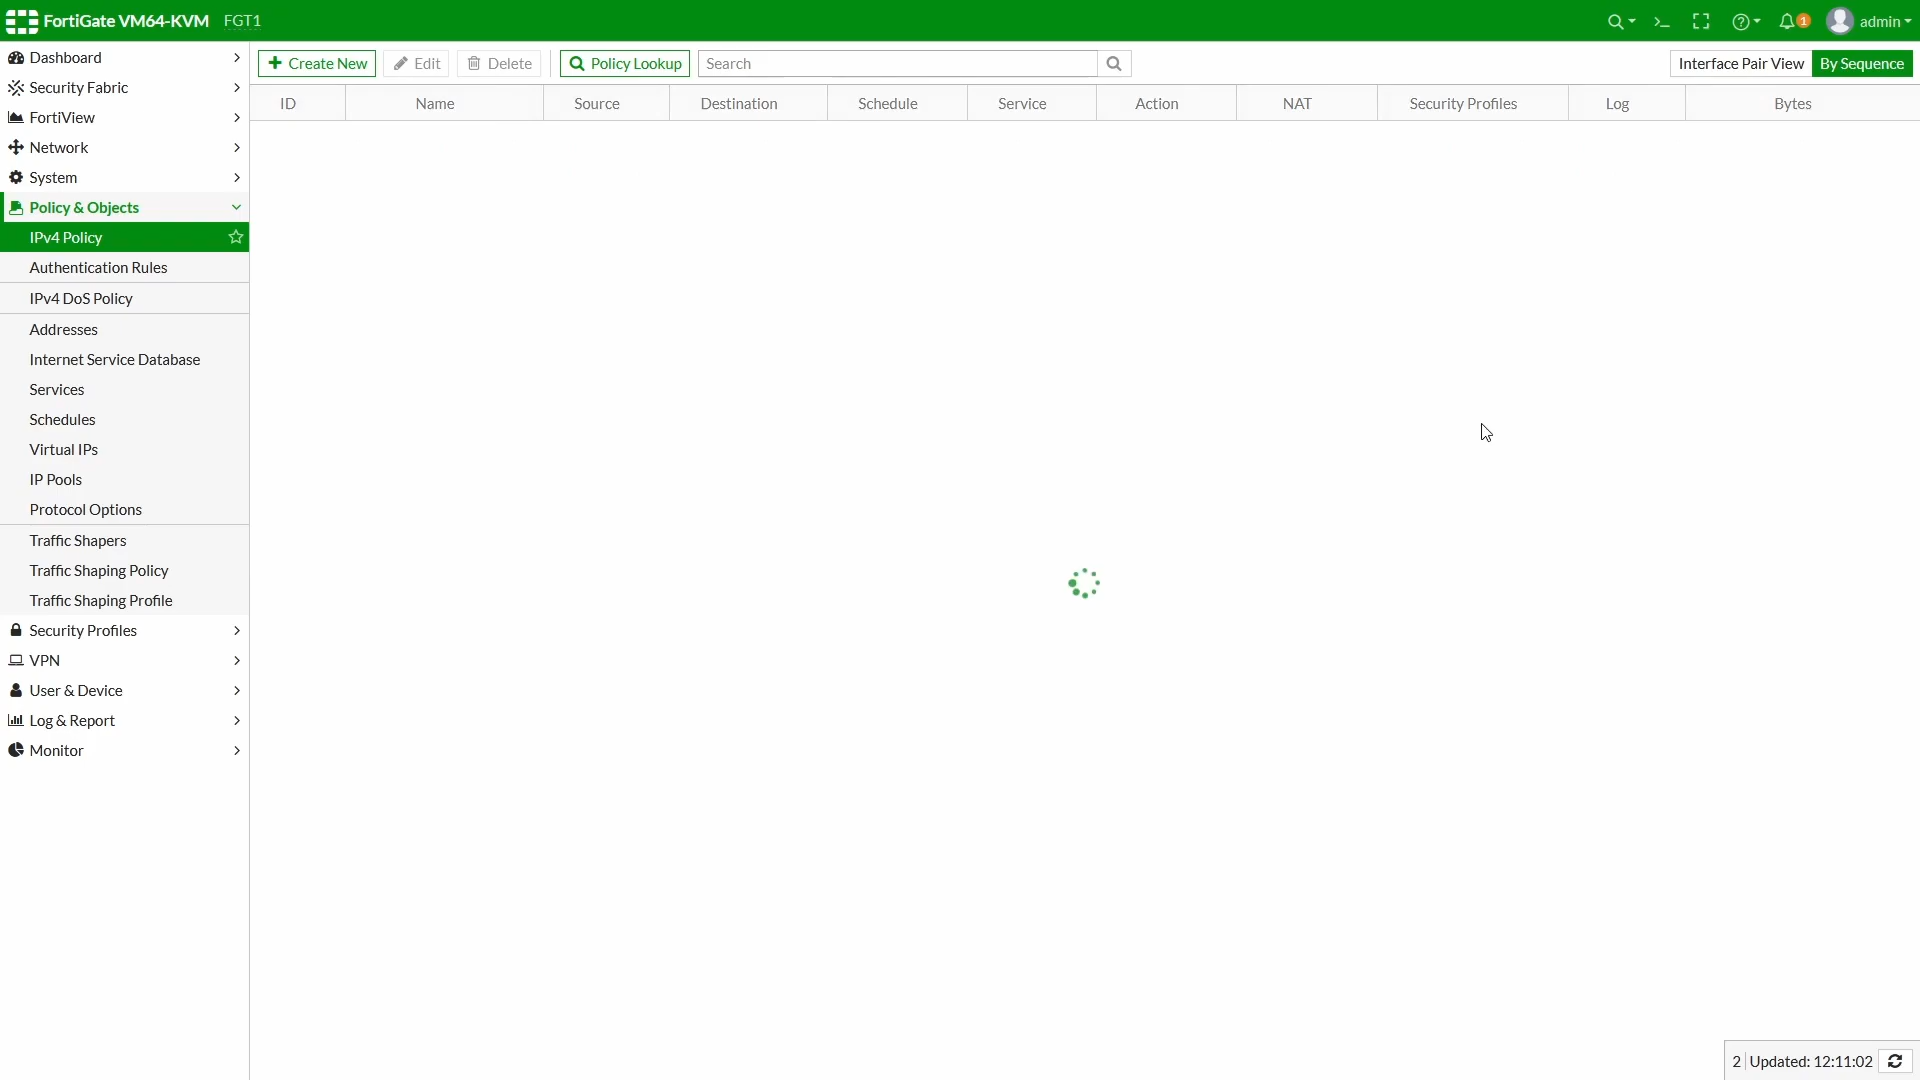 FortiGate VM64-KVM FGT1 1 admin
Create New Edit Delete Policy Lookup Search Interface Pair View By Sequence
ID Name Source Destination Schedule Service Action NAT Security Profiles Log Bytes
Dashboard
Security Fabric
FortiView
Network
System
Policy & Objects
IPv4 Policy
Authentication Rules
IPv4 DoS Policy
Addresses
Internet Service Database
Services
Schedules
Virtual IPs
IP Pools
Protocol Options
Traffic Shapers
Traffic Shaping Policy
Traffic Shaping Profile
Security Profiles
VPN
User & Device
Log & Report
Monitor
2 Updated: 12:11:02